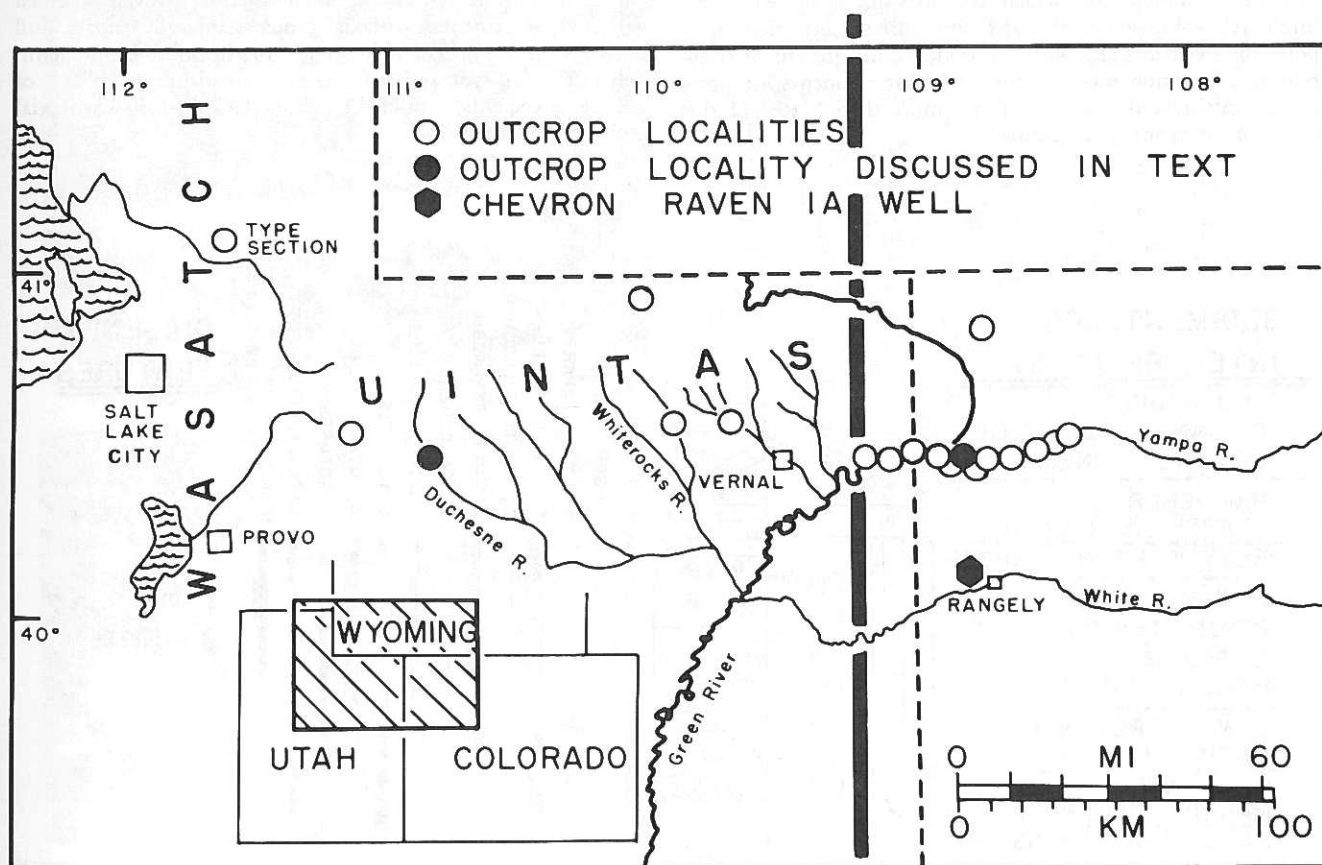 112° 111° 110° 109° 108°
OUTCROP LOCALITIES
OUTCROP LOCALITY DISCUSSED IN TEXT
CHEVRON RAVEN 1A WELL
TYPE
SECTION
41°
WASATCH
UINTAS
SALT
LAKE
CITY
Whiterocks R.
VERNAL
Yampa R.
Duchesne R.
PROVO
RANGELY
White R.
40°
WYOMING
Green River
UTAH
COLORADO
0 MI 60
0 KM 100